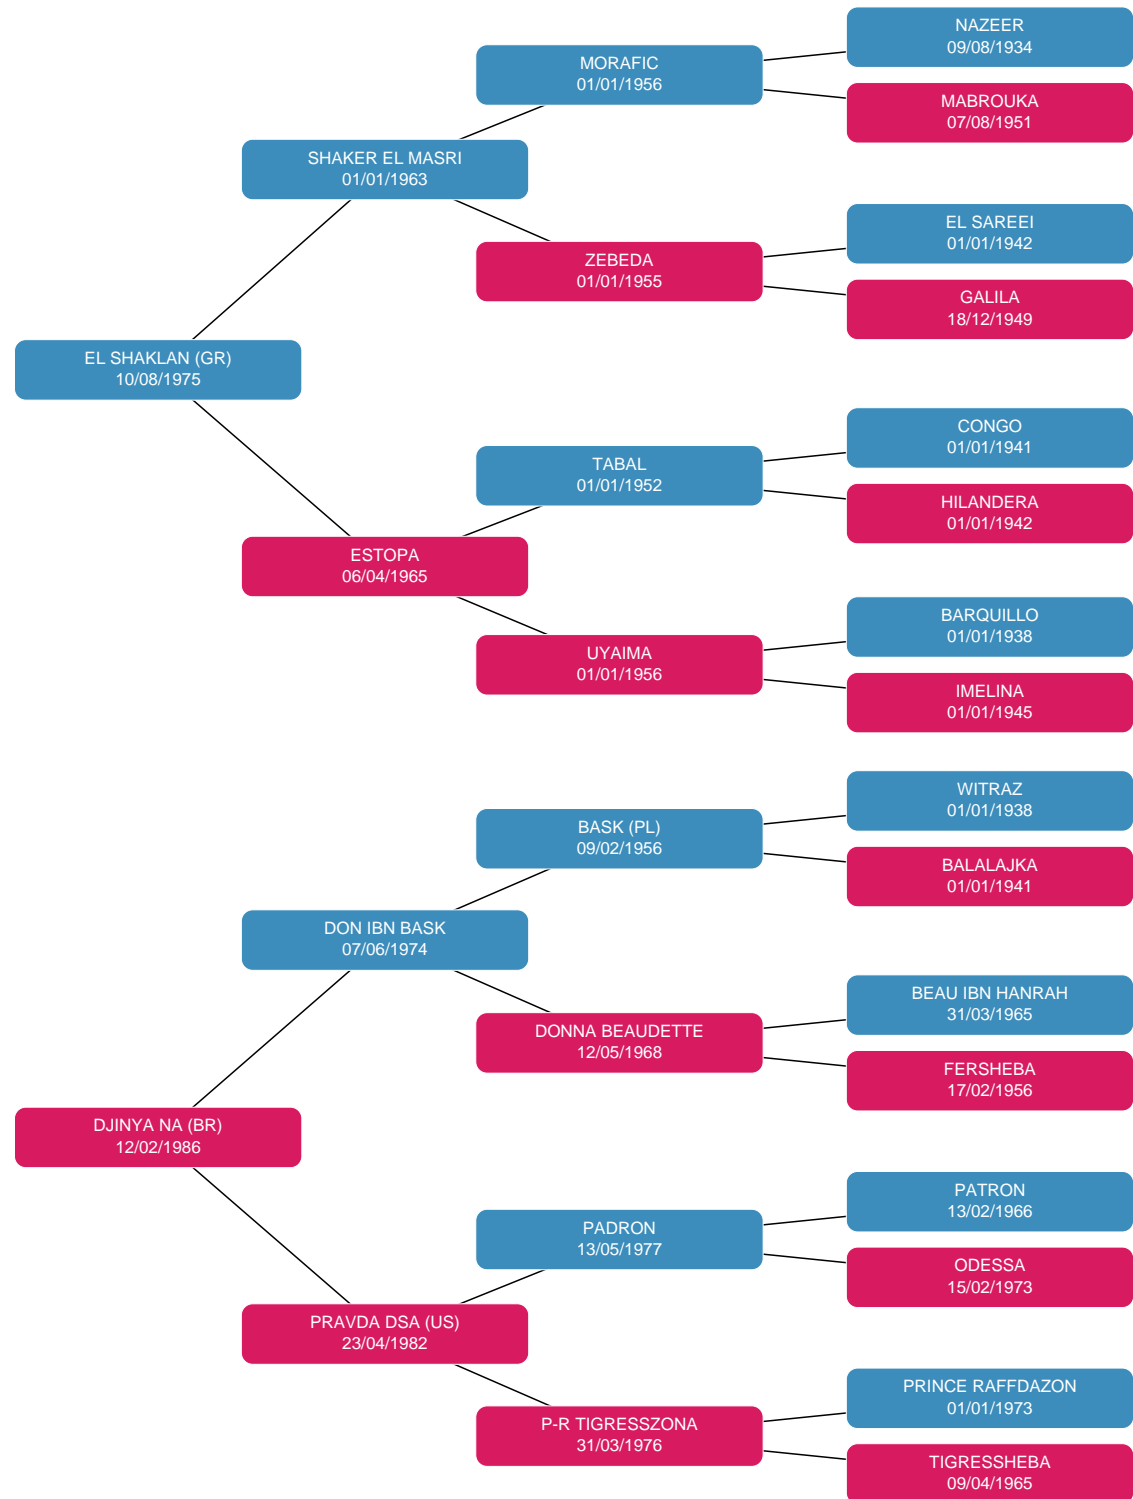 NAZEER
09/08/1934
MORAFIC
01/01/1956
MABROUKA
07/08/1951
SHAKER EL MASRI
01/01/1963
EL SAREEI
01/01/1942
ZEBEDA
01/01/1955
GALILA
18/12/1949
EL SHAKLAN (GR)
10/08/1975
CONGO
01/01/1941
TABAL
01/01/1952
HILANDERA
01/01/1942
ESTOPA
06/04/1965
BARQUILLO
01/01/1938
UYAIMA
01/01/1956
IMELINA
01/01/1945
WITRAZ
01/01/1938
BASK (PL)
09/02/1956
BALALAJKA
01/01/1941
DON IBN BASK
07/06/1974
BEAU IBN HANRAH
31/03/1965
DONNA BEAUDETTE
12/05/1968
FERSHEBA
17/02/1956
DJINYA NA (BR)
12/02/1986
PATRON
13/02/1966
PADRON
13/05/1977
ODESSA
15/02/1973
PRAVDA DSA (US)
23/04/1982
PRINCE RAFFDAZON
01/01/1973
P-R TIGRESSZONA
31/03/1976
TIGRESSHEBA
09/04/1965